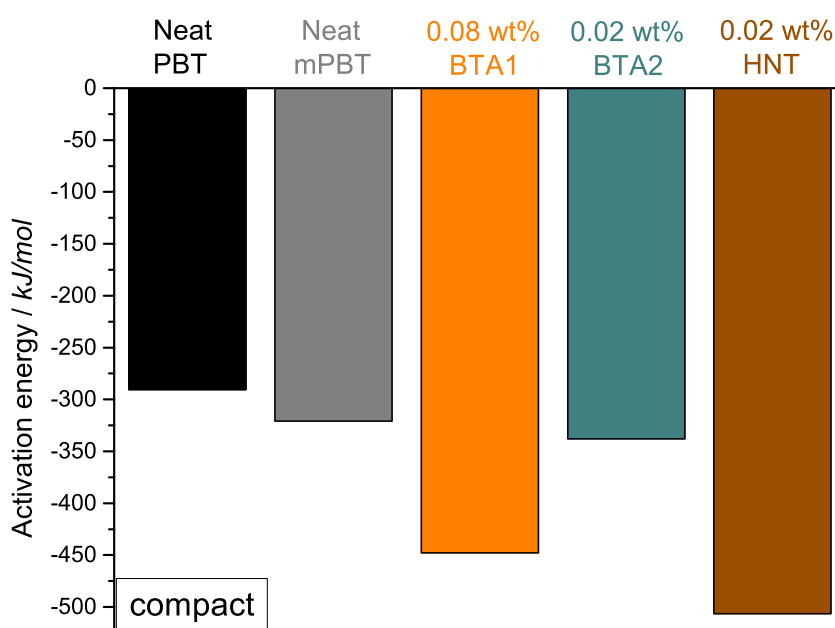 Neat
PBT
Neat
mPBT
0.08 wt%
BTA1
0.02 wt%
BTA2
0.02 wt%
HNT
0
-50
-100
-150
-200
-250
-300
-350
-400
-450
-500
Activation energy / kJ/mol
compact